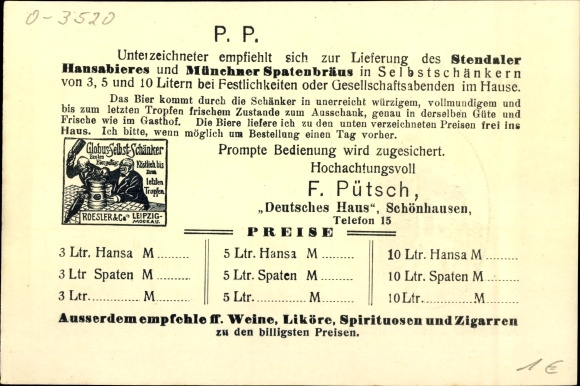 0-3520
P. P.
Unterzeichneter empfiehlt sich zur Lieferung des Stendaler
Hansabieres und Münchner Spatenbräus in Selbstschänkern
von 3, 5 und 10 Litern bei Festlichkeiten oder Gesellschaftsabenden im Hause.
Das Bier kommt durch die Schänker in unerreicht würzigem, vollmundigem und
bis zum letzten Tropfen frischem Zustande zum Ausschank, genau in derselben Güte und
Frische wie im Gasthof. Die Biere liefere ich zu den unten verzeichneten Preisen frei ins
Haus. Ich bitte, wenn möglich um Bestellung einen Tag vorher.
Globus-Selbst-Schänker
Köstlich bis
zum
letzten
Tropfen
ROESLER & Co LEIPZIG-
MOCKAU.
Prompte Bedienung wird zugesichert.
Hochachtungsvoll
F. Pütsch,
„Deutsches Haus“, Schönhausen,
Telefon 15
PREISE
3 Ltr. Hansa M ......... 5 Ltr. Hansa M ......... 10 Ltr. Hansa M .........
3 Ltr Spaten M ......... 5 Ltr. Spaten M ......... 10 Ltr. Spaten M .........
3 Ltr. ............ M ......... 5 Ltr. ............ M ......... 10 Ltr. ............ M .........
Ausserdem empfehle ff. Weine, Liköre, Spirituosen und Zigarren
zu den billigsten Preisen.
1 €